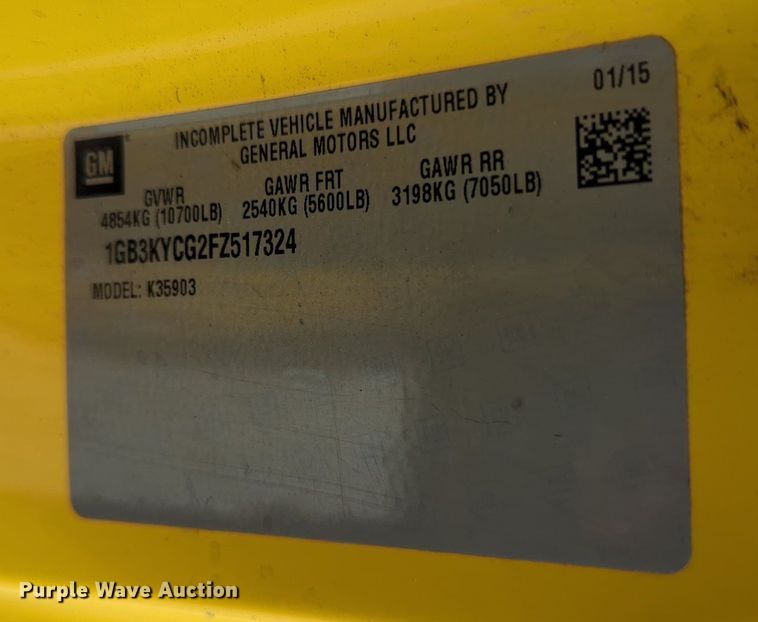 01/15
INCOMPLETE VEHICLE MANUFACTURED BY
GENERAL MOTORS LLC
GM
GVWR GAWR FRT GAWR RR
4854KG (10700LB) 2540KG (5600LB) 3198KG (7050LB)
1GB3KYCG2FZ517324
MODEL: K35903
Purple Wave Auction